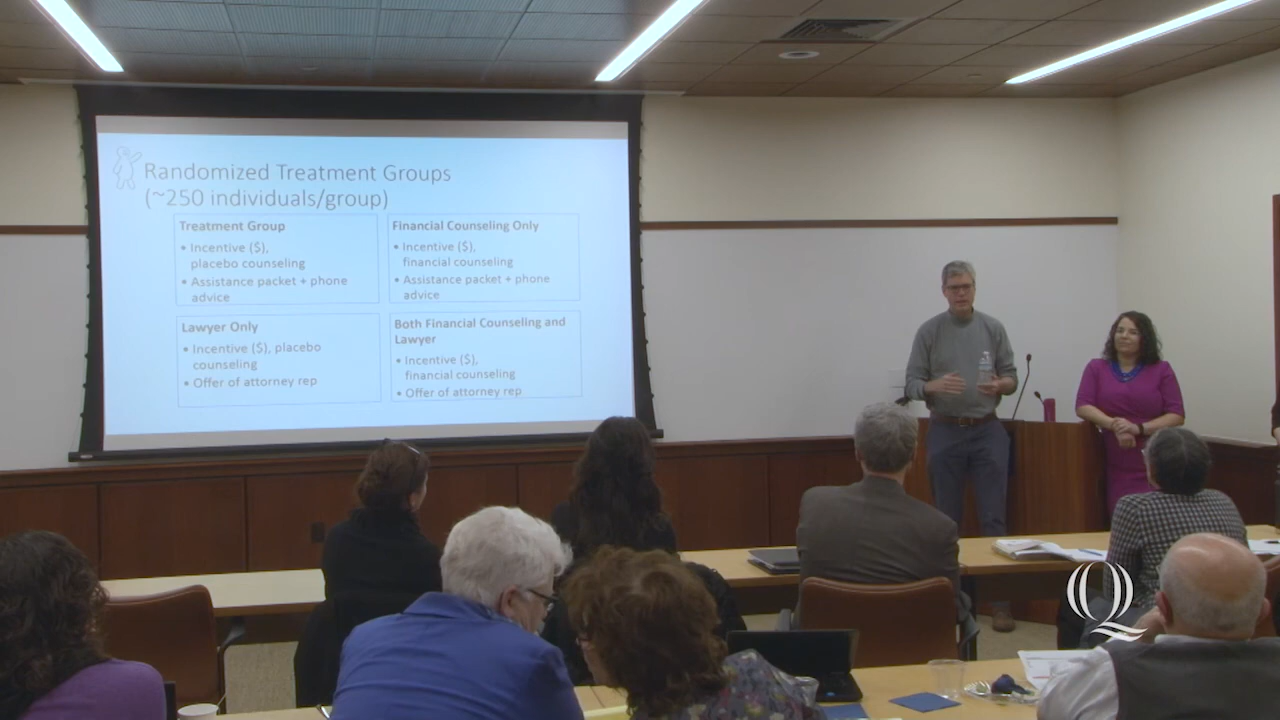 Randomized Treatment Groups
(~250 individuals/group)
Treatment Group
• Incentive ($),
placebo counseling
• Assistance packet + phone
advice
Financial Counseling Only
• Incentive ($),
financial counseling
• Assistance packet + phone
advice
Lawyer Only
• Incentive ($), placebo
counseling
• Offer of attorney rep
Both Financial Counseling and
Lawyer
• Incentive ($),
financial counseling
• Offer of attorney rep
Q